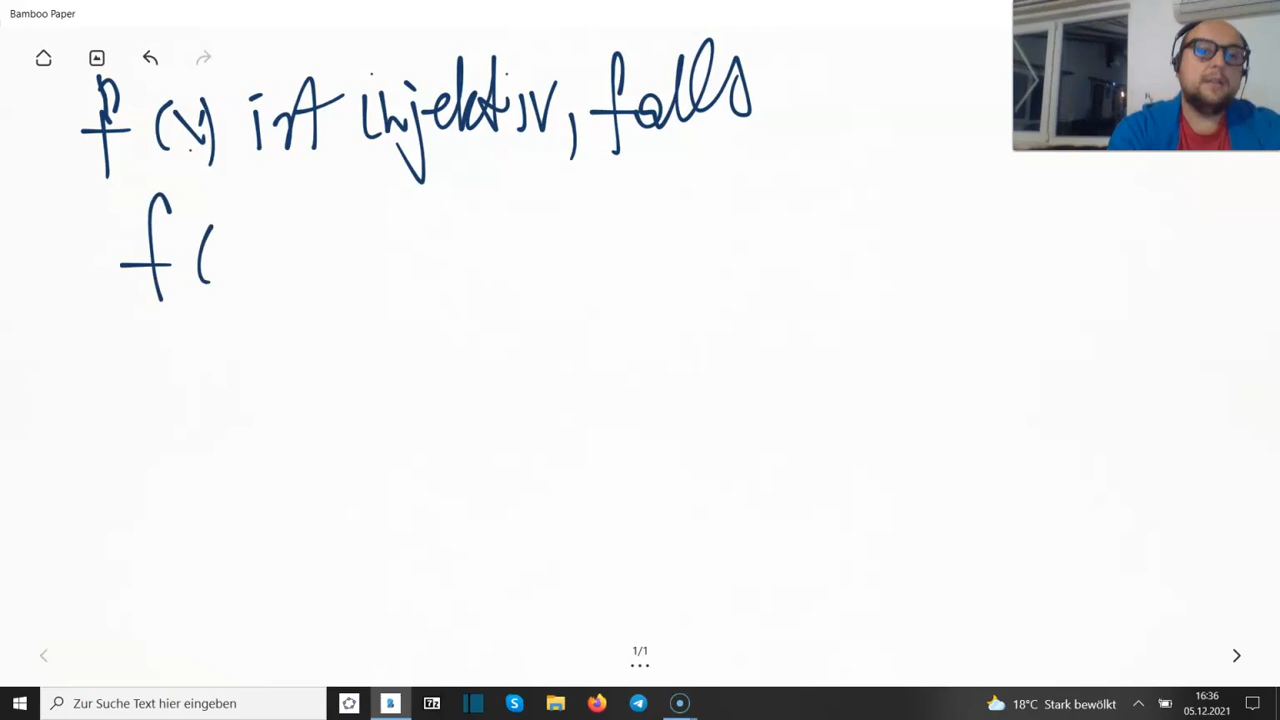 Bamboo Paper
f(x) ist injektiv, falls
f(
1/1
Zur Suche Text hier eingeben
18°C Stark bewölkt
16:36
05.12.2021